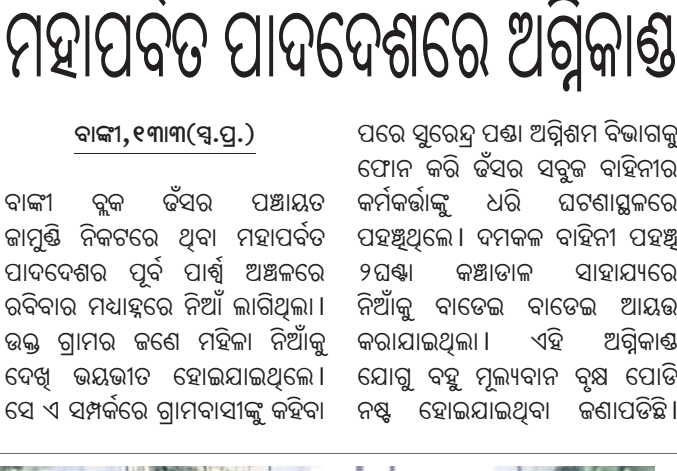 ମହାପର୍ବତ ପାଦଦେଶରେ ଅଗ୍ନିକାଣ୍ଡ
ବାଙ୍କୀ,୧୩ା୩(ସ୍ୱ.ପ୍ର.)
ବାଙ୍କୀ ବ୍ଲକ ଢଁସର ପଞ୍ଚାୟତ
ଜାମୁଣ୍ଡି ନିକଟରେ ଥିବା ମହାପର୍ବତ
ପାଦଦେଶର ପୂର୍ବ ପାର୍ଶ୍ୱ ଅଞ୍ଚଳରେ
ରବିବାର ମଧ୍ୟାହ୍ନରେ ନିଆଁ ଲାଗିଥିଲା।
ଉକ୍ତ ଗ୍ରାମର ଜଣେ ମହିଳା ନିଆଁକୁ
ଦେଖି ଭୟଭୀତ ହୋଇଯାଇଥିଲେ।
ସେ ଏ ସମ୍ପର୍କରେ ଗ୍ରାମବାସୀଙ୍କୁ କହିବା
ପରେ ସୁରେନ୍ଦ୍ର ପଣ୍ଡା ଅଗ୍ନିଶମ ବିଭାଗକୁ
ଫୋନ କରି ଢଁସର ସବୁଜ ବାହିନୀର
କର୍ମକର୍ତ୍ତାଙ୍କୁ ଧରି ଘଟଣାସ୍ଥଳରେ
ପହଞ୍ଚିଥିଲେ। ଦମକଳ ବାହିନୀ ପହଞ୍ଚି
୨ଘଣ୍ଟା କଞ୍ଚାଡାଳ ସାହାଯ୍ୟରେ
ନିଆଁକୁ ବାଡେଇ ବାଡେଇ ଆୟତ୍ତ
କରାଯାଇଥିଲା। ଏହି ଅଗ୍ନିକାଣ୍ଡ
ଯୋଗୁ ବହୁ ମୂଲ୍ୟବାନ ବୃକ୍ଷ ପୋଡି
ନଷ୍ଟ ହୋଇଯାଇଥିବା ଜଣାପଡିଛି।